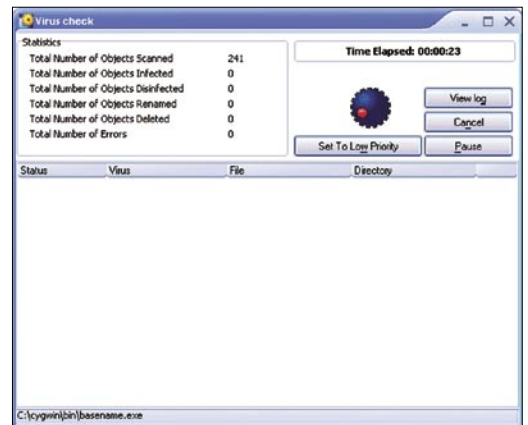 Virus check
Statistics
Total Number of Objects Scanned 241
Total Number of Objects Infected 0
Total Number of Objects Disinfected 0
Total Number of Objects Renamed 0
Total Number of Objects Deleted 0
Total Number of Errors 0
Time Elapsed: 00:00:23
View log
Cancel
Set To Low Priority
Pause
Status Virus File Directory
C:\cygwin\bin\basename.exe